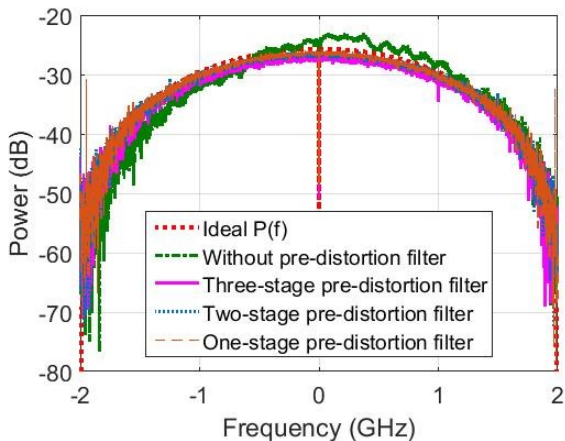 -20
-30
-40
-50
-60
-70
-80
Power (dB)
Ideal P(f)
Without pre-distortion filter
Three-stage pre-distortion filter
Two-stage pre-distortion filter
One-stage pre-distortion filter
-2 -1 0 1 2
Frequency (GHz)